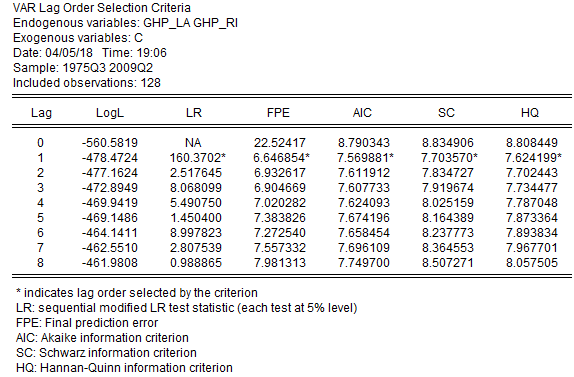 VAR Lag Order Selection Criteria
Endogenous variables: GHP_LA GHP_RI
Exogenous variables: C
Date: 04/05/18 Time: 19:06
Sample: 1975Q3 2009Q2
Included observations: 128
Lag LogL LR FPE AIC SC HQ
0 -560.5819 NA 22.52417 8.790343 8.834906 8.808449
1 -478.4724 160.3702* 6.646854* 7.569881* 7.703570* 7.624199*
2 -477.1624 2.517645 6.932617 7.611912 7.834727 7.702443
3 -472.8949 8.068099 6.904669 7.607733 7.919674 7.734477
4 -469.9419 5.490750 7.020282 7.624093 8.025159 7.787048
5 -469.1486 1.450400 7.383826 7.674196 8.164389 7.873364
6 -464.1411 8.997823 7.272540 7.658454 8.237773 7.893834
7 -462.5510 2.807539 7.557332 7.696109 8.364553 7.967701
8 -461.9808 0.988865 7.981313 7.749700 8.507271 8.057505
* indicates lag order selected by the criterion
LR: sequential modified LR test statistic (each test at 5% level)
FPE: Final prediction error
AIC: Akaike information criterion
SC: Schwarz information criterion
HQ: Hannan-Quinn information criterion